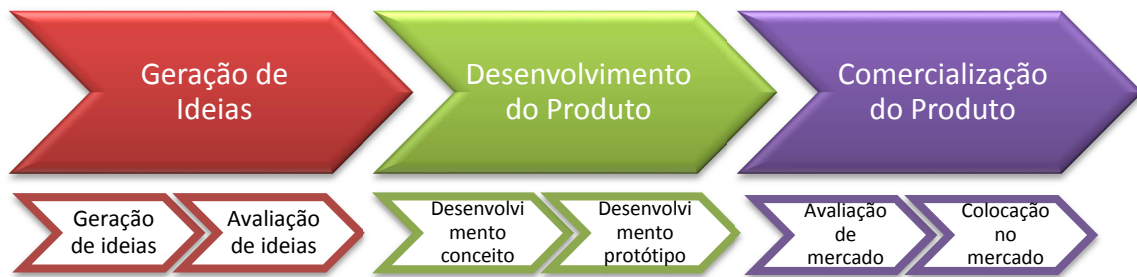 Geração de
Ideias
Desenvolvimento
do Produto
Comercialização
do Produto
Geração
de ideias
Avaliação
de ideias
Desenvolvi
mento
conceito
Desenvolvi
mento
protótipo
Avaliação
de
mercado
Colocação
no
mercado